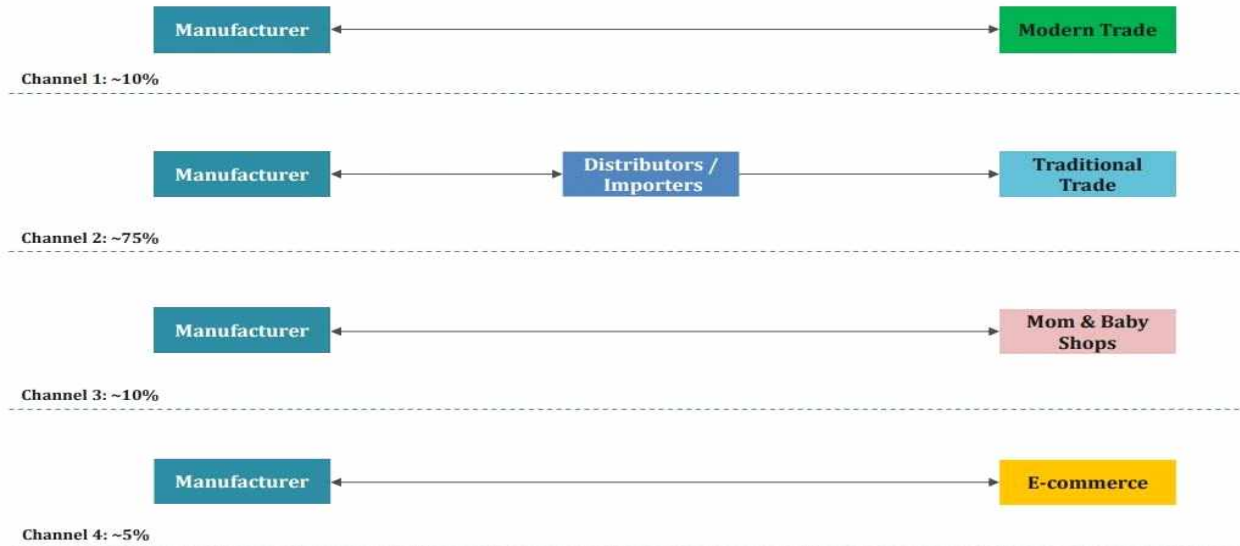 Manufacturer
Modern Trade
Channel 1: ~10%
Manufacturer
Distributors /
Importers
Traditional
Trade
Channel 2: ~75%
Manufacturer
Mom & Baby
Shops
Channel 3: ~10%
Manufacturer
E-commerce
Channel 4: ~5%